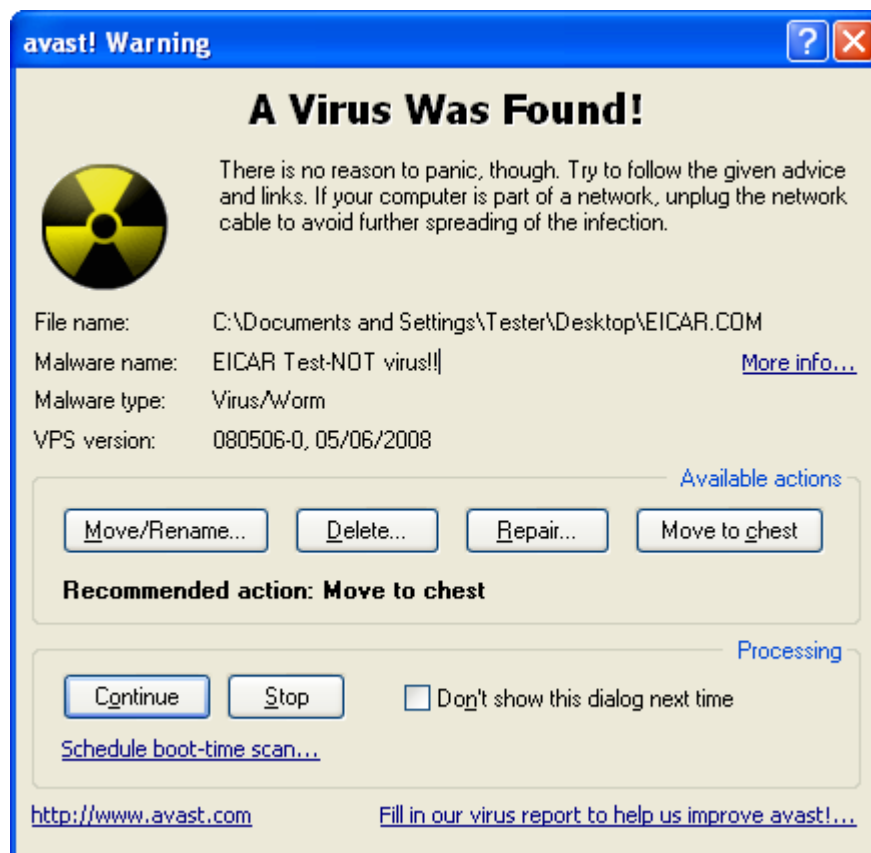 avast! Warning
A Virus Was Found!
There is no reason to panic, though. Try to follow the given advice
and links. If your computer is part of a network, unplug the network
cable to avoid further spreading of the infection.
File name: C:\Documents and Settings\Tester\Desktop\EICAR.COM
Malware name: EICAR Test-NOT virus!! More info...
Malware type: Virus/Worm
VPS version: 080506-0, 05/06/2008
Available actions
Move/Rename... Delete... Repair... Move to chest
Recommended action: Move to chest
Processing
Continue Stop Don't show this dialog next time
Schedule boot-time scan...
http://www.avast.com Fill in our virus report to help us improve avast!...